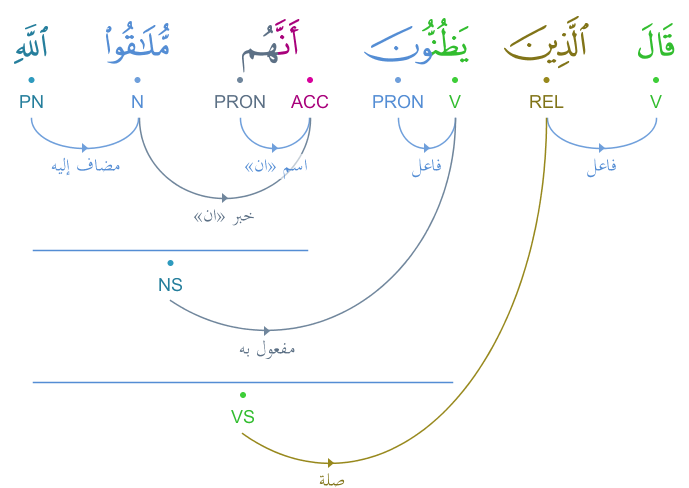 قَالَ ٱلَّذِينَ يَظُنُّونَ أَنَّهُم مُّلَـٰقُوا۟ ٱللَّهِ
V REL V PRON ACC PRON N PN
فاعل فاعل اسم «ان» مضاف إليه
خبر «ان»
NS
مفعول به
VS
صلة